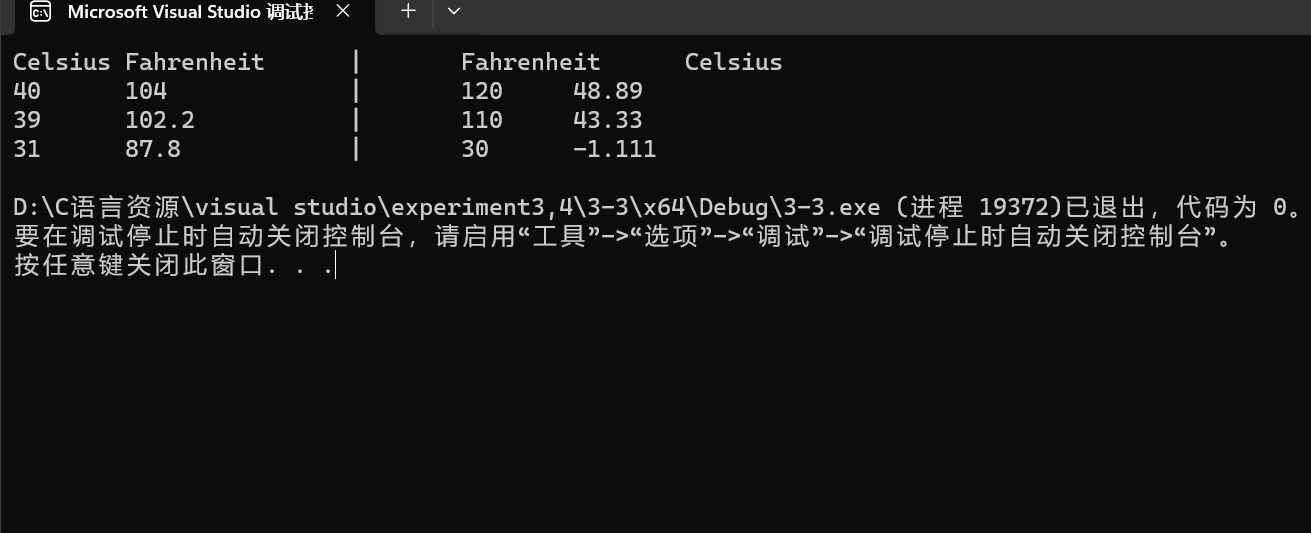 Microsoft Visual Studio 调试
Celsius Fahrenheit | Fahrenheit Celsius
40 104 | 120 48.89
39 102.2 | 110 43.33
31 87.8 | 30 -1.111
D:\C语言资源\visual studio\experiment3,4\3-3\x64\Debug\3-3.exe (进程 19372)已退出，代码为 0。
要在调试停止时自动关闭控制台，请启用“工具”->“选项”->“调试”->“调试停止时自动关闭控制台”。
按任意键关闭此窗口. . .